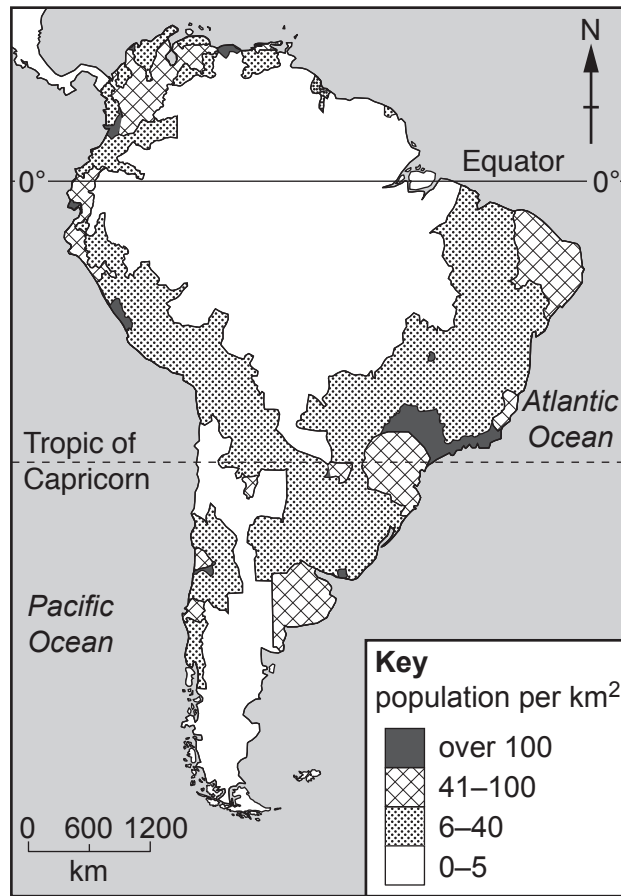 N
Equator
0°
0°
Atlantic
Ocean
Tropic of
Capricorn
Pacific
Ocean
Key
population per km²
over 100
41–100
6–40
0–5
0 600 1200
km